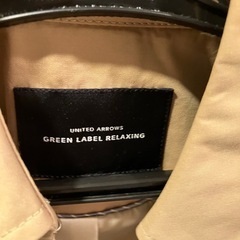 UNITED ARROWS
GREEN LABEL RELAXING